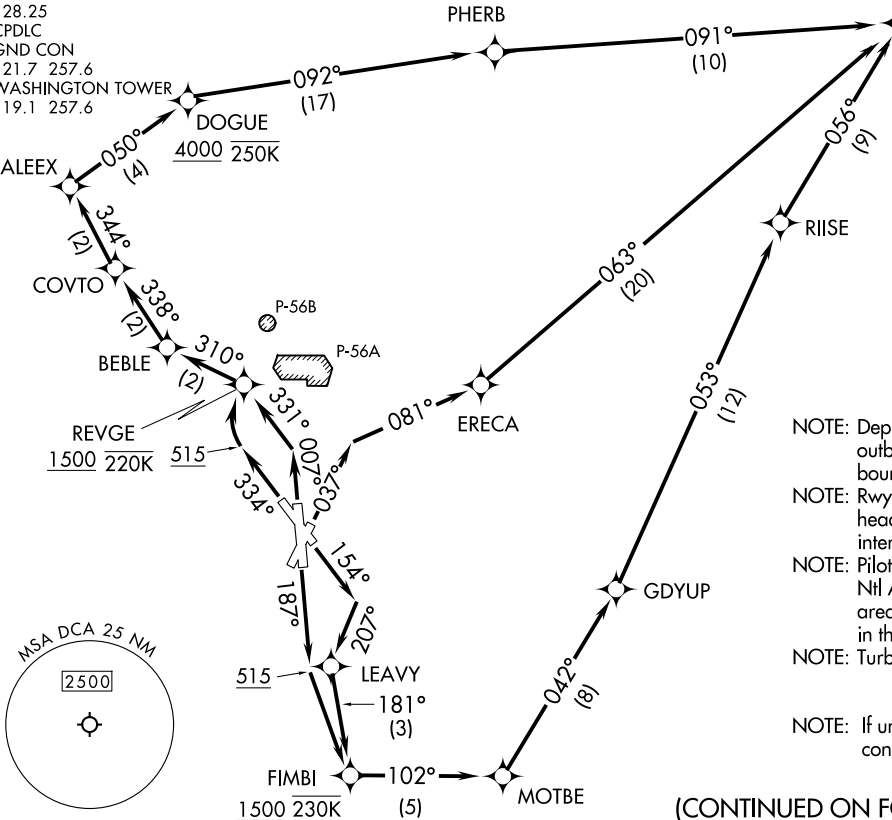 28.25
CPDLC
GND CON
21.7 257.6
WASHINGTON TOWER
19.1 257.6
PHERB
091°
(10)
092°
(17)
DOGUE
4000 250K
050°
(4)
ALEEX
056°
(9)
344°
(2)
RIISE
COVTO
063°
(20)
338°
(2)
P-56B
BEBLE
310°
(2)
P-56A
053°
(12)
331°
081°
ERECA
REVGE
1500 220K
515
007°
037°
334°
154°
187°
207°
GDYUP
MSA DCA 25 NM
2500
515
LEAVY
181°
(3)
042°
(8)
FIMBI
1500 230K
102°
(5)
MOTBE
NOTE: Dep
outb
bour
NOTE: Rwy
head
inter
NOTE: Pilot
Ntl A
area
in th
NOTE: Turb
NOTE: If ur
con
(CONTINUED ON FO